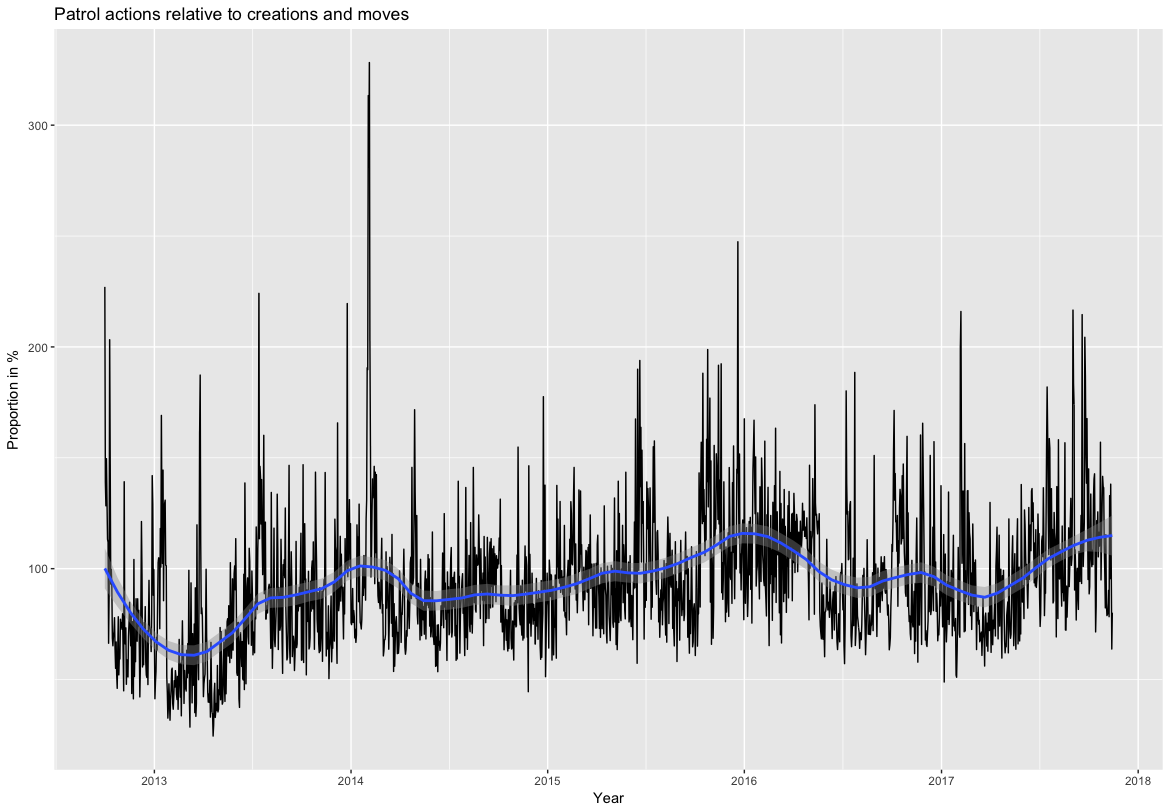 Patrol actions relative to creations and moves
Proportion in %
300
200
100
2013 2014 2015 2016 2017 2018
Year